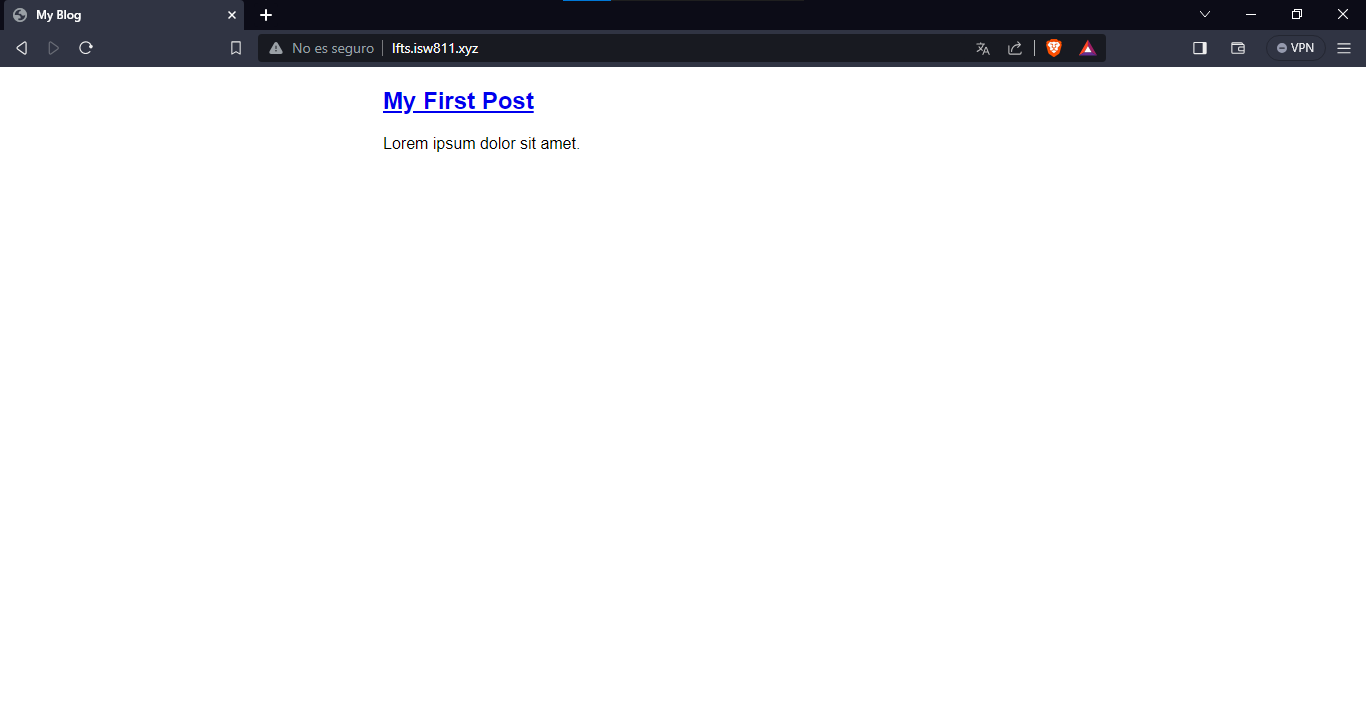 My Blog
No es seguro lfts.isw811.xyz
VPN
My First Post
Lorem ipsum dolor sit amet.